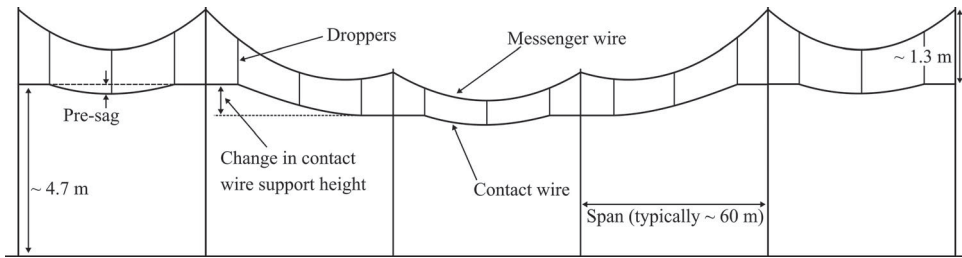 Droppers
Messenger wire
~ 1.3 m
Pre-sag
Change in contact
wire support height
~ 4.7 m
Contact wire
Span (typically ~ 60 m)